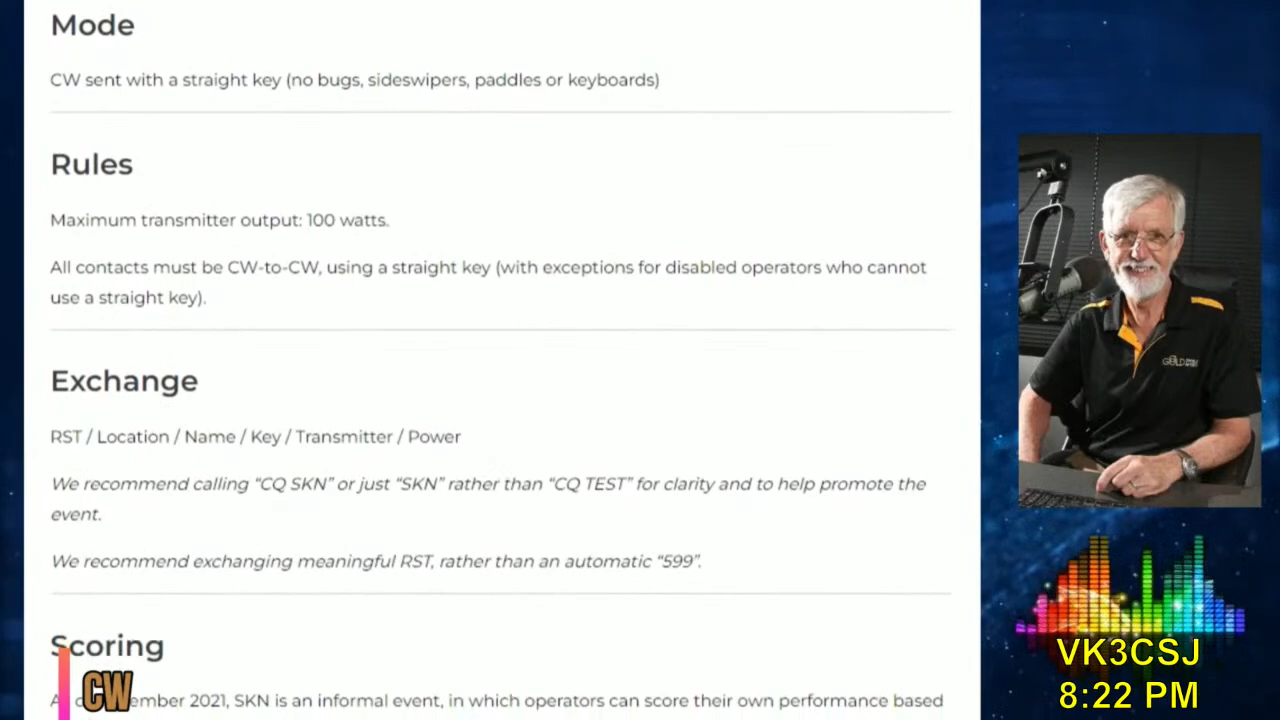 Mode
CW sent with a straight key (no bugs, sideswipers, paddles or keyboards)
Rules
Maximum transmitter output: 100 watts.
All contacts must be CW-to-CW, using a straight key (with exceptions for disabled operators who cannot
use a straight key).
Exchange
RST / Location / Name / Key / Transmitter / Power
We recommend calling “CQ SKN” or just “SKN” rather than “CQ TEST” for clarity and to help promote the
event.
We recommend exchanging meaningful RST, rather than an automatic “599”.
Scoring
ember 2021, SKN is an informal event, in which operators can score their own performance based
CW
VK3CSJ
8:22 PM